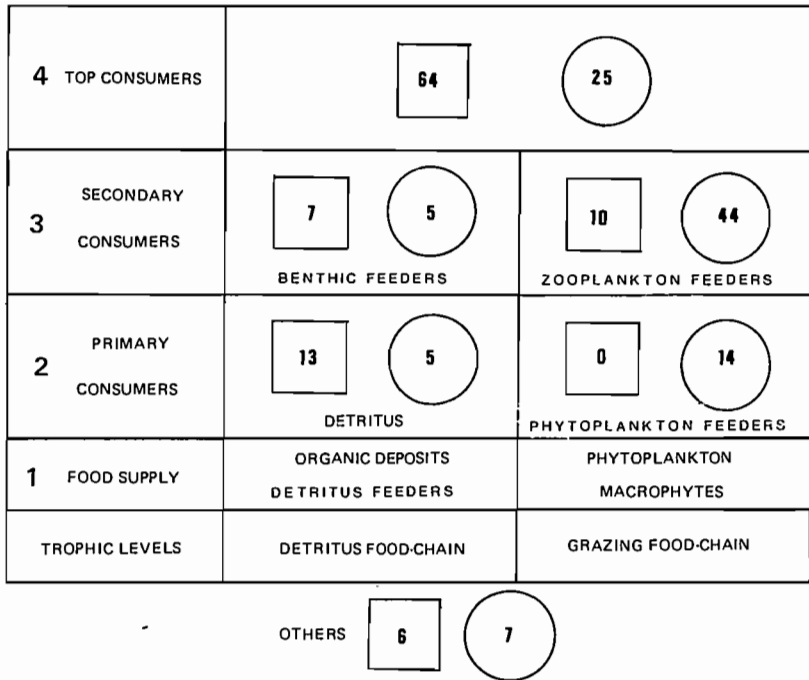 4 TOP CONSUMERS
64 25
3 SECONDARY
CONSUMERS
7 5
BENTHIC FEEDERS
10 44
ZOOPLANKTON FEEDERS
2 PRIMARY
CONSUMERS
13 5
DETRITUS
0 14
PHYTOPLANKTON FEEDERS
1 FOOD SUPPLY
ORGANIC DEPOSITS
DETRITUS FEEDERS
PHYTOPLANKTON
MACROPHYTES
TROPHIC LEVELS
DETRITUS FOOD-CHAIN
GRAZING FOOD-CHAIN
OTHERS 6 7